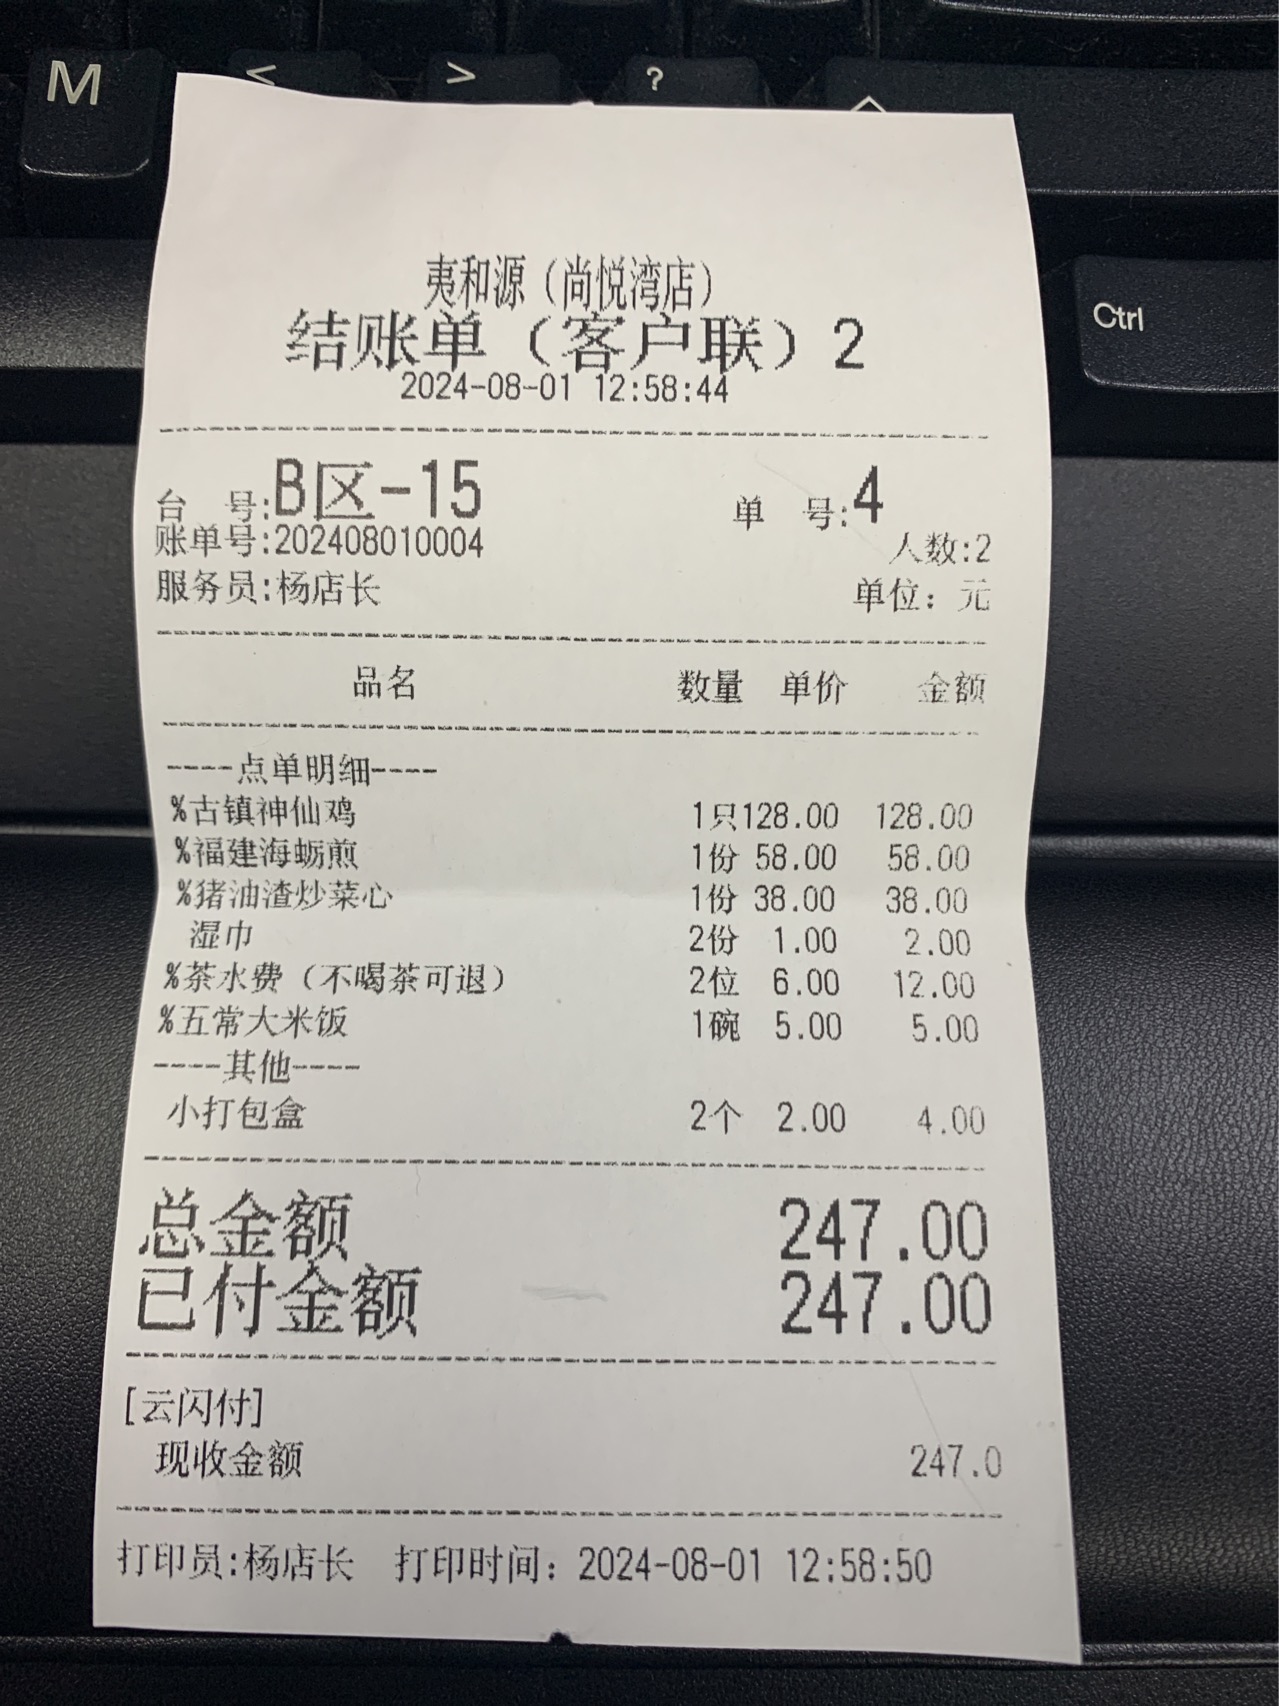 M < > ? ^
Ctrl
夷和源（尚悦湾店）
结账单（客户联）2
2024-08-01 12:58:44
台 号:B区-15 单 号:4
账单号:202408010004 人数:2
服务员:杨店长 单位：元
品名 数量 单价 金额
----点单明细----
%古镇神仙鸡 1只128.00 128.00
%福建海蛎煎 1份 58.00 58.00
%猪油渣炒菜心 1份 38.00 38.00
湿巾 2份 1.00 2.00
%茶水费（不喝茶可退） 2位 6.00 12.00
%五常大米饭 1碗 5.00 5.00
----其他----
小打包盒 2个 2.00 4.00
总金额 247.00
已付金额 247.00
[云闪付]
现收金额 247.0
打印员:杨店长 打印时间：2024-08-01 12:58:50